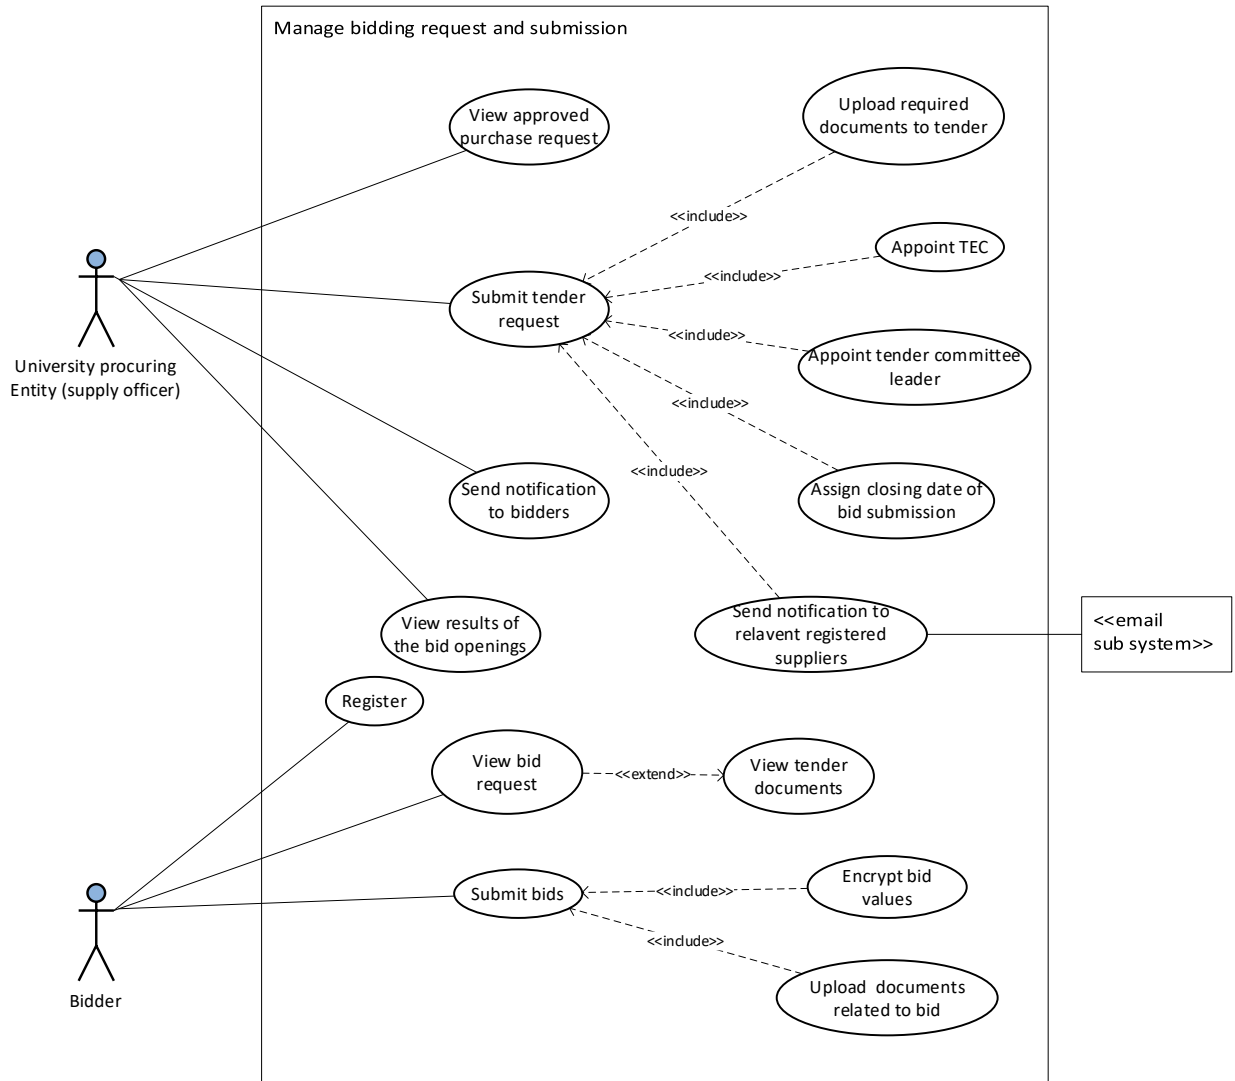 Manage bidding request and submission
View approved
purchase request
Upload required
documents to tender
<<include>>
Appoint TEC
<<include>>
Submit tender
request
<<include>>
Appoint tender committee
leader
University procuring
Entity (supply officer)
<<include>>
<<include>>
Send notification
to bidders
Assign closing date of
bid submission
View results of
the bid openings
Send notification to
relavent registered
suppliers
<<email
sub system>>
Register
View bid
request
<<extend>>
View tender
documents
Submit bids
<<include>>
Encrypt bid
values
<<include>>
Upload documents
related to bid
Bidder